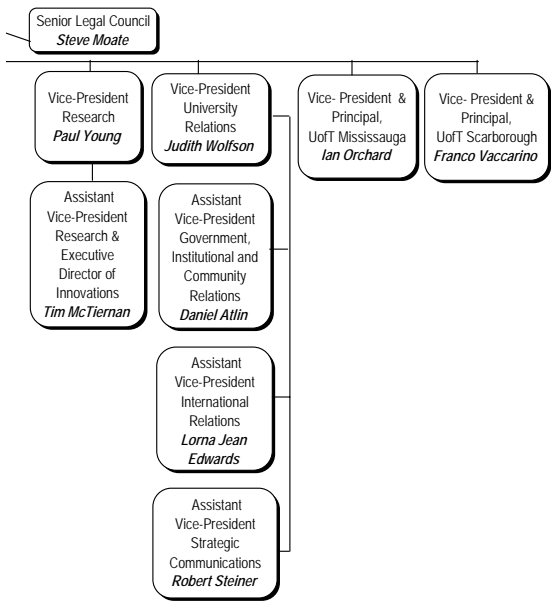 Senior Legal Council
Steve Moate
Vice-President
Research
Paul Young
Vice-President
University
Relations
Judith Wolfson
Vice- President &
Principal,
UofT Mississauga
Ian Orchard
Vice- President &
Principal,
UofT Scarborough
Franco Vaccarino
Assistant
Vice-President
Research &
Executive
Director of
Innovations
Tim McTiernan
Assistant
Vice-President
Government,
Institutional and
Community
Relations
Daniel Atlin
Assistant
Vice-President
International
Relations
Lorna Jean
Edwards
Assistant
Vice-President
Strategic
Communications
Robert Steiner